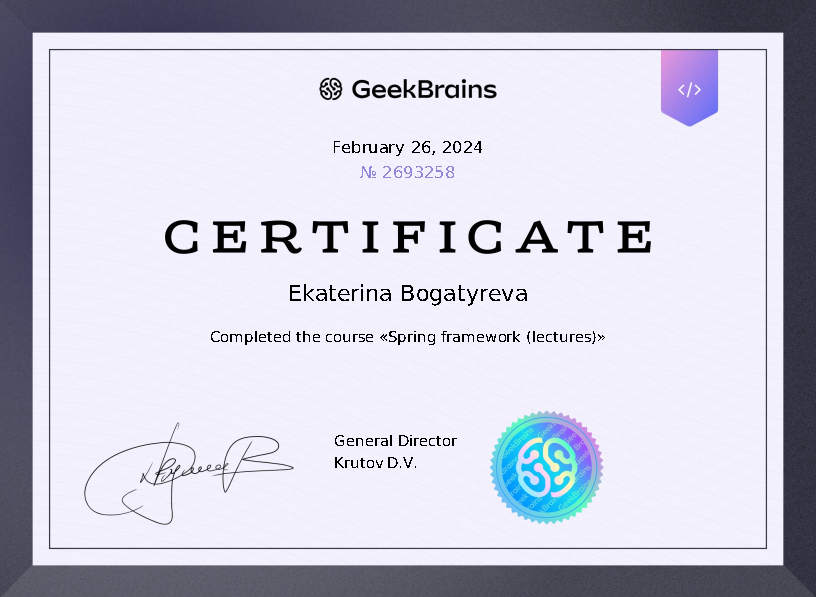 GeekBrains
</>
February 26, 2024
№ 2693258
CERTIFICATE
Ekaterina Bogatyreva
Completed the course «Spring framework (lectures)»
General Director
Krutov D.V.